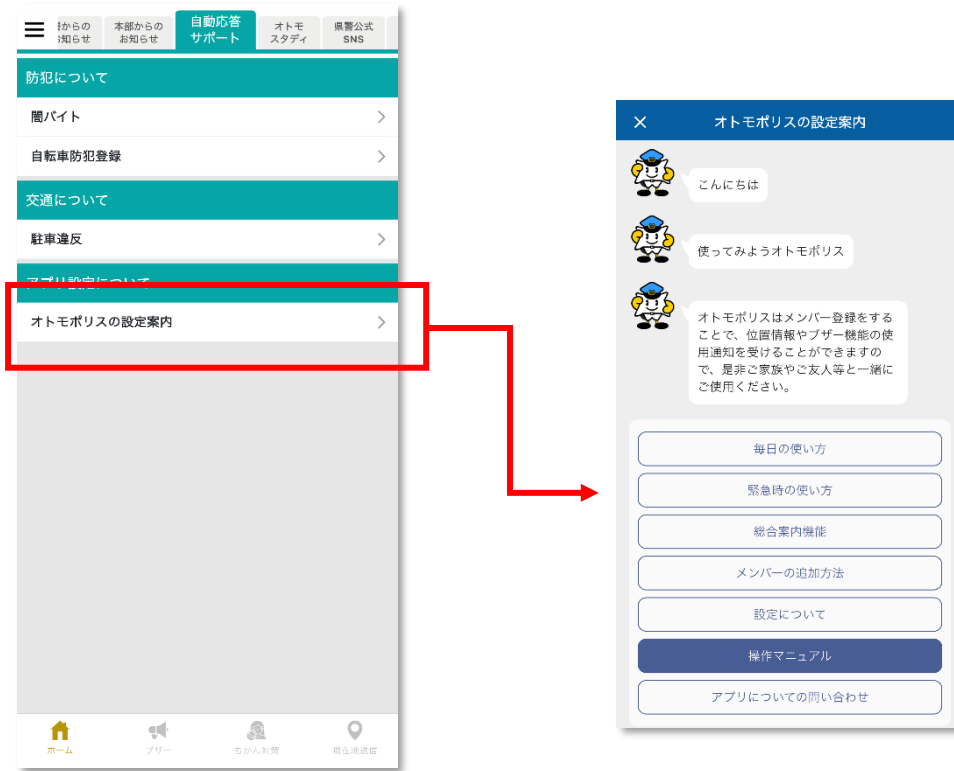 本部からの
お知らせ
自動応答
サポート
オトモ
スタディ
県警公式
SNS
防犯について
闇バイト
自転車防犯登録
交通について
駐車違反
アプリ設定について
オトモポリスの設定案内
ホーム
ブザー
ちかん対策
現在地送信
オトモポリスの設定案内
こんにちは
使ってみようオトモポリス
オトモポリスはメンバー登録をする
ことで、位置情報やブザー機能の使
用通知を受けることができますの
で、是非ご家族やご友人等と一緒に
ご使用ください。
毎日の使い方
緊急時の使い方
総合案内機能
メンバーの追加方法
設定について
操作マニュアル
アプリについての問い合わせ